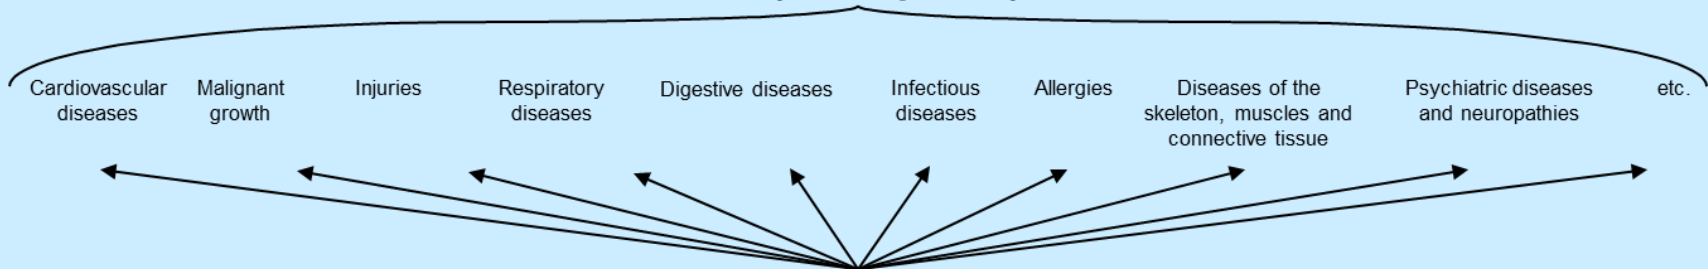 Cardiovascular diseases
Malignant growth
Injuries
Respiratory diseases
Digestive diseases
Infectious diseases
Allergies
Diseases of the skeleton, muscles and connective tissue
Psychiatric diseases and neuropathies
etc.